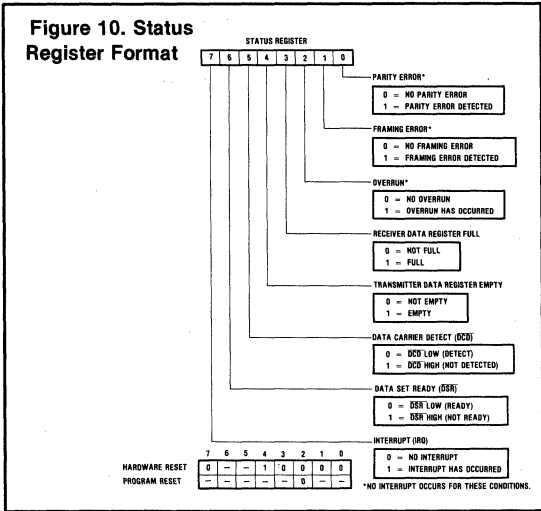 Figure 10. Status
Register Format
STATUS REGISTER
7 6 5 4 3 2 1 0
PARITY ERROR*
0 = NO PARITY ERROR
1 = PARITY ERROR DETECTED
FRAMING ERROR*
0 = NO FRAMING ERROR
1 = FRAMING ERROR DETECTED
OVERRUN*
0 = NO OVERRUN
1 = OVERRUN HAS OCCURRED
RECEIVER DATA REGISTER FULL
0 = NOT FULL
1 = FULL
TRANSMITTER DATA REGISTER EMPTY
0 = NOT EMPTY
1 = EMPTY
DATA CARRIER DETECT (D̅C̅D̅)
0 = D̅C̅D̅ LOW (DETECT)
1 = D̅C̅D̅ HIGH (NOT DETECTED)
DATA SET READY (D̅S̅R̅)
0 = D̅S̅R̅ LOW (READY)
1 = D̅S̅R̅ HIGH (NOT READY)
INTERRUPT (IRQ)
0 = NO INTERRUPT
1 = INTERRUPT HAS OCCURRED
*NO INTERRUPT OCCURS FOR THESE CONDITIONS.
7 6 5 4 3 2 1 0
HARDWARE RESET 0 – – 1 0 0 0 0
PROGRAM RESET – – – – – 0 – –